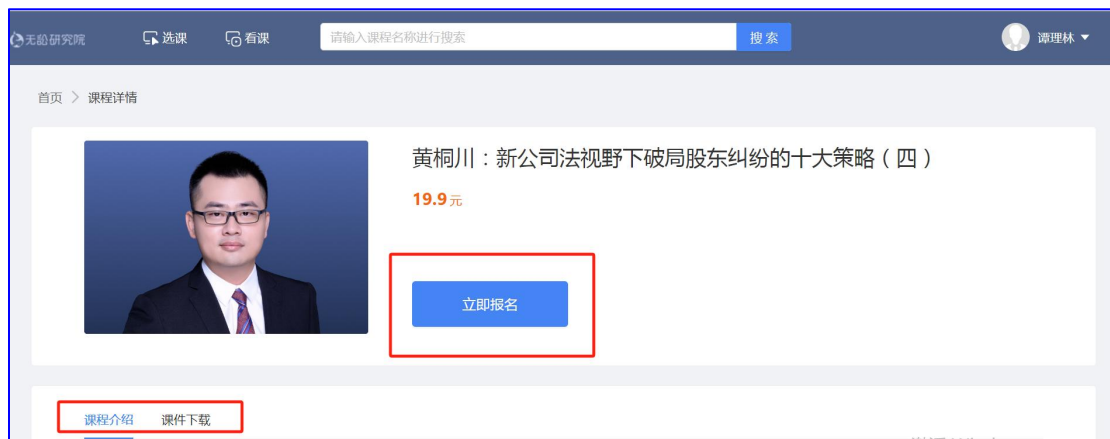 无讼研究院 选课 看课 请输入课程名称进行搜索 搜索 谭理林
首页 > 课程详情
黄桐川：新公司法视野下破局股东纠纷的十大策略（四）
19.9 元
立即报名
课程介绍 课件下载